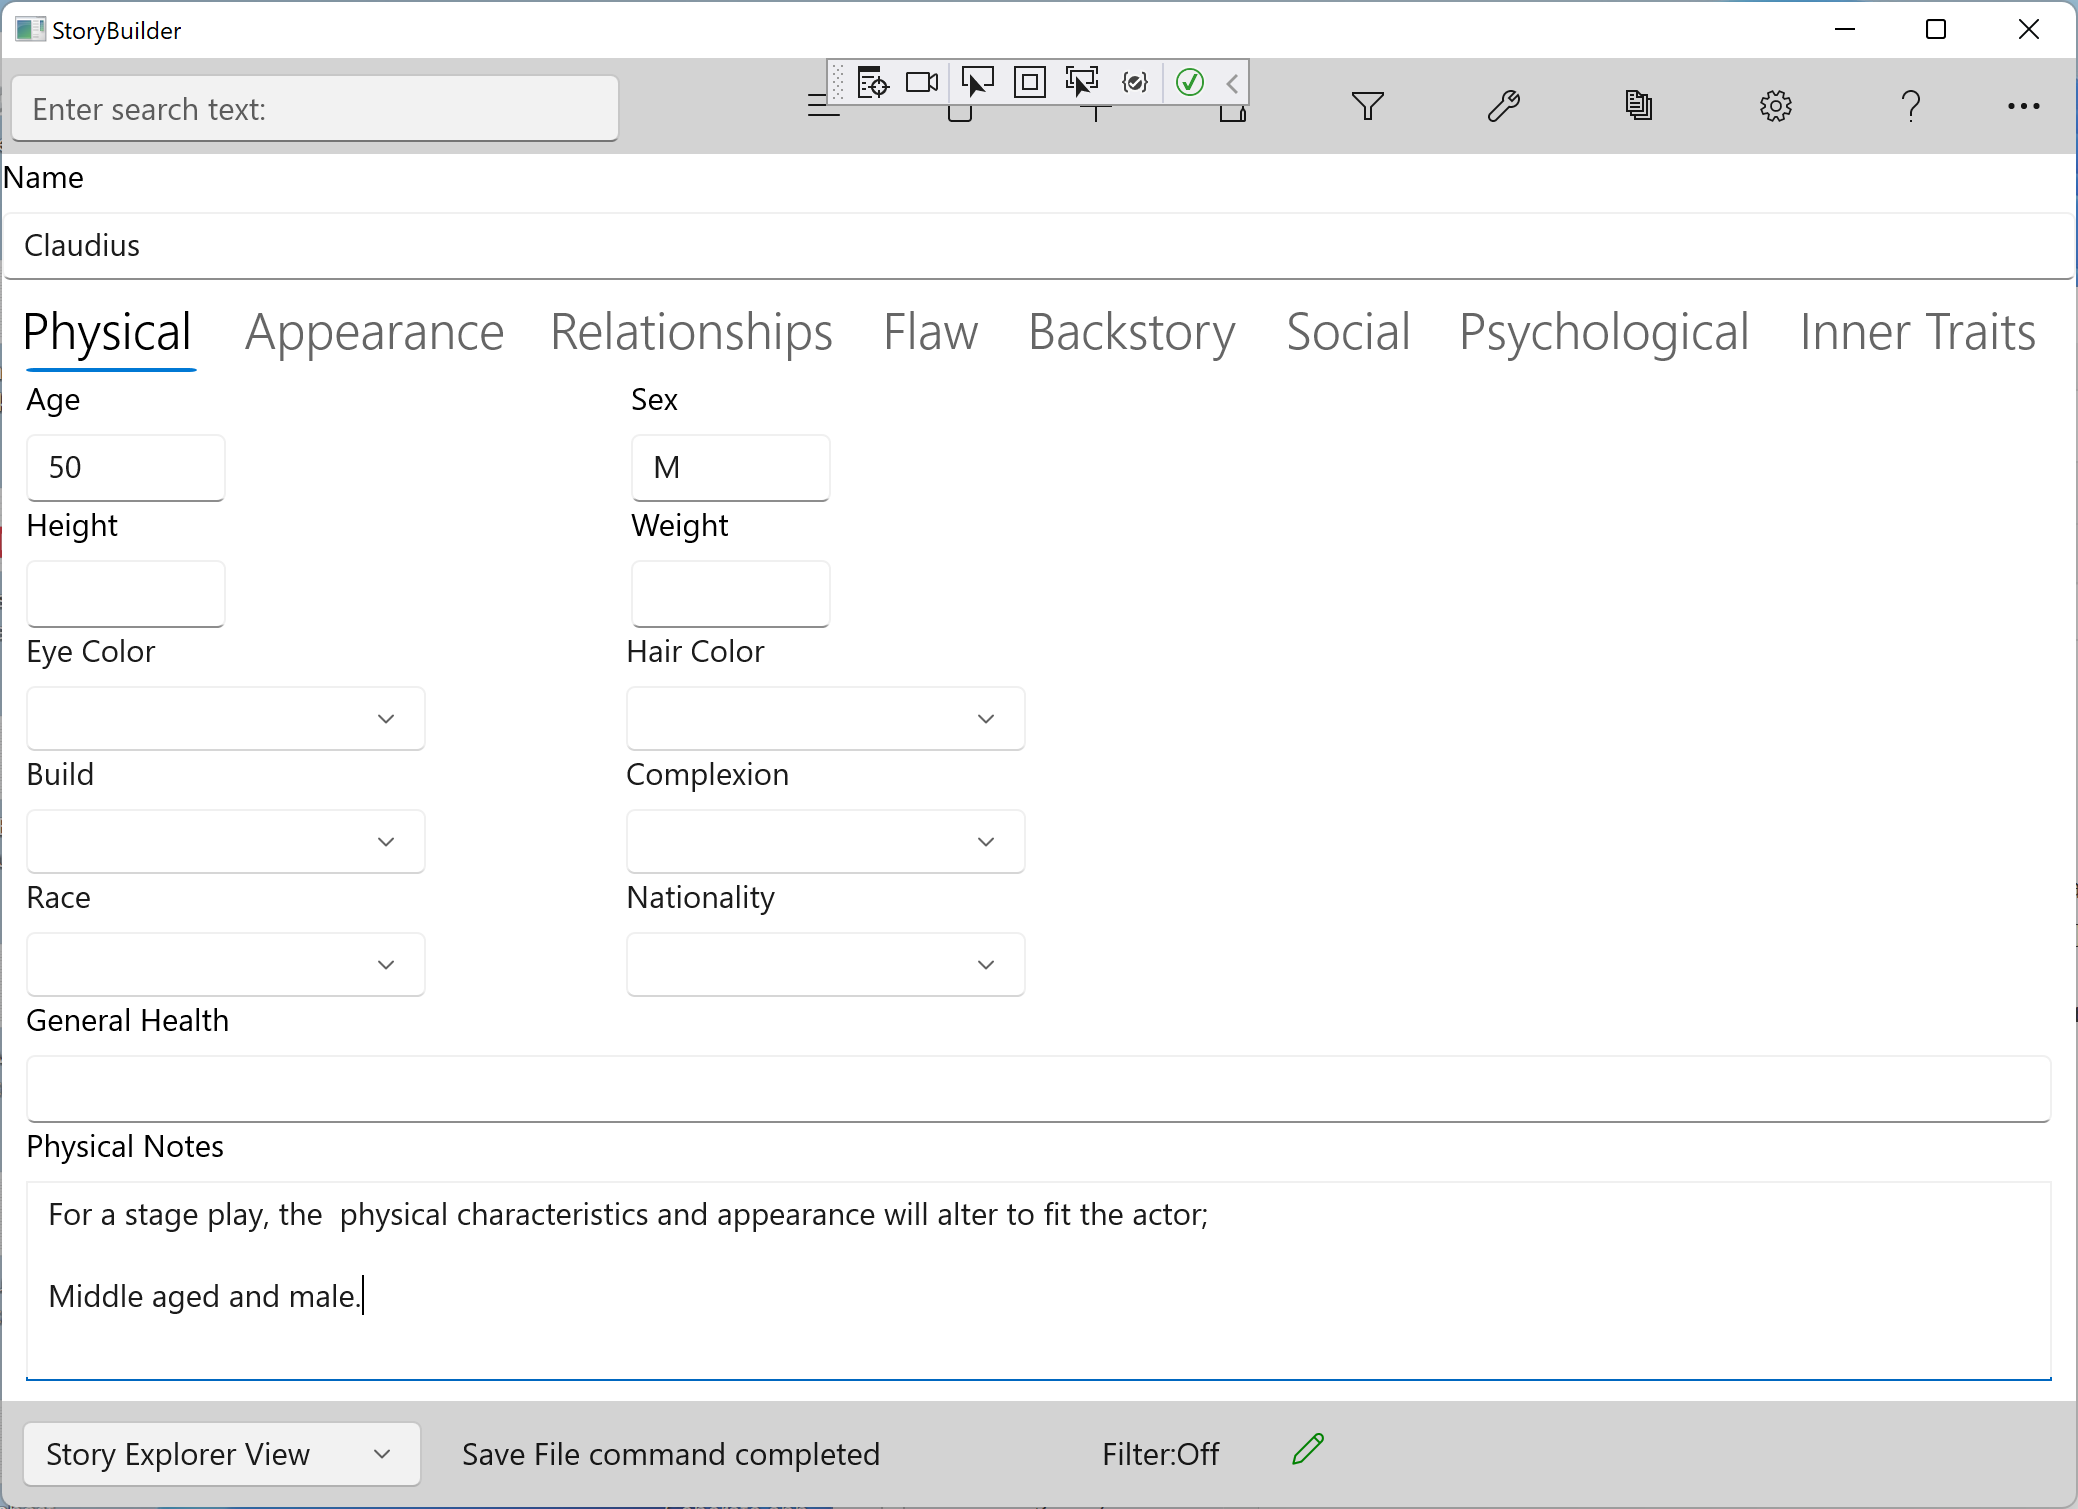 StoryBuilder
Enter search text:
Name
Claudius
Physical Appearance Relationships Flaw Backstory Social Psychological Inner Traits
Age Sex
50 M
Height Weight
Eye Color Hair Color
Build Complexion
Race Nationality
General Health
Physical Notes
For a stage play, the  physical characteristics and appearance will alter to fit the actor;
Middle aged and male.
Story Explorer View Save File command completed Filter:Off